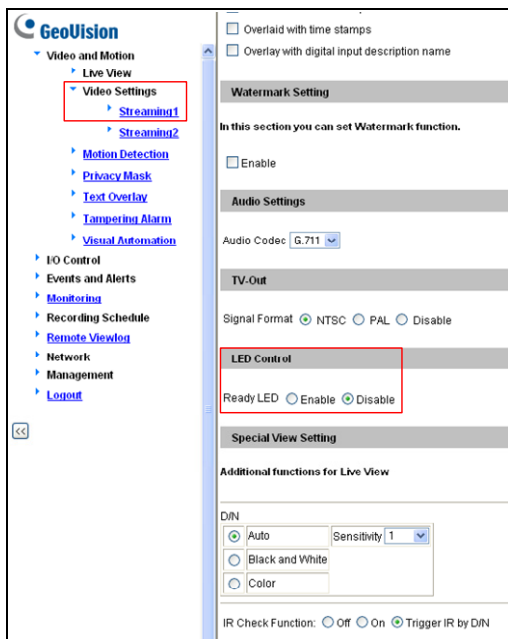 GeoVision
Video and Motion
Live View
Video Settings
Streaming1
Streaming2
Motion Detection
Privacy Mask
Text Overlay
Tampering Alarm
Visual Automation
I/O Control
Events and Alerts
Monitoring
Recording Schedule
Remote Viewlog
Network
Management
Logout
<<
Overlaid with time stamps
Overlay with digital input description name
Watermark Setting
In this section you can set Watermark function.
Enable
Audio Settings
Audio Codec G.711
TV-Out
Signal Format NTSC PAL Disable
LED Control
Ready LED Enable Disable
Special View Setting
Additional functions for Live View
D/N
Auto Sensitivity 1
Black and White
Color
IR Check Function: Off On Trigger IR by D/N